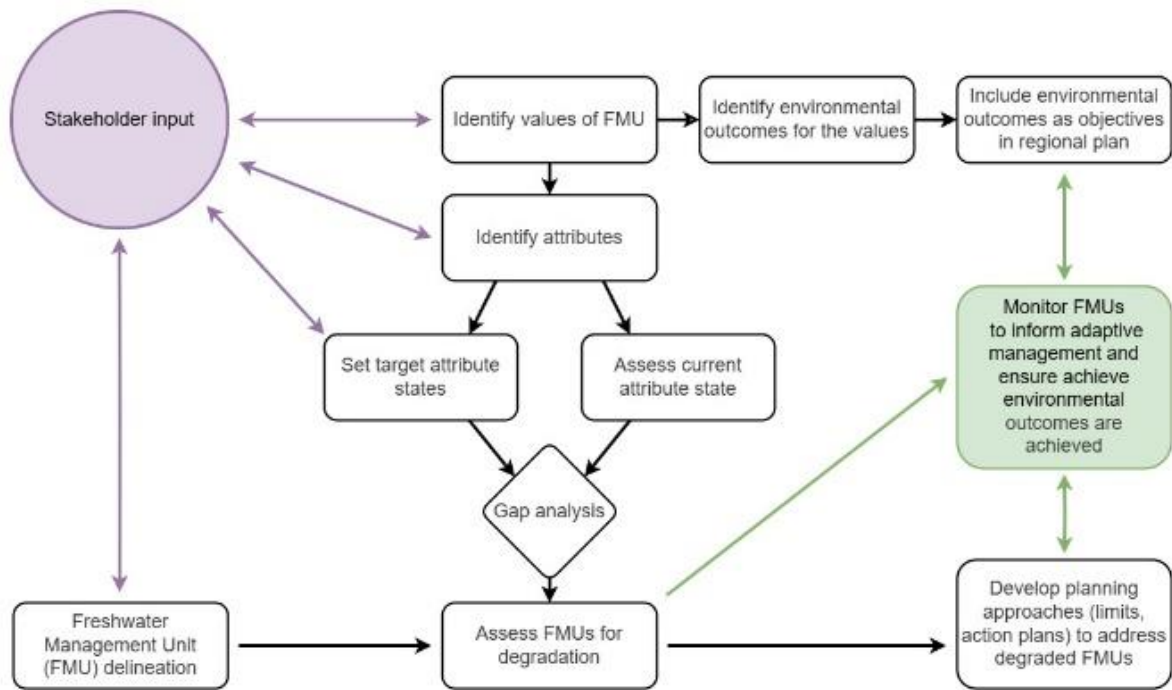 Stakeholder input
Identify values of FMU
Identify environmental
outcomes for the values
Include environmental
outcomes as objectives
in regional plan
Identify attributes
Set target attribute
states
Assess current
attribute state
Monitor FMUs
to inform adaptive
management and
ensure achieve
environmental
outcomes are
achieved
Gap analysis
Freshwater
Management Unit
(FMU) delineation
Assess FMUs for
degradation
Develop planning
approaches (limits,
action plans) to address
degraded FMUs